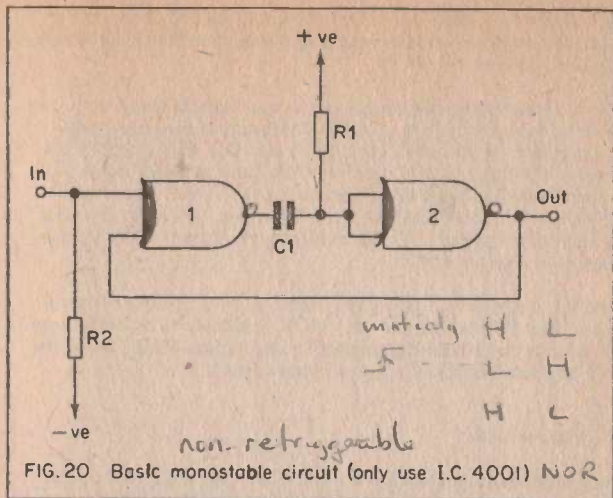 + ve
R1
In
1
2
Out
C1
R2
initially H L
L H
H L
-ve
non-retriggeable
FIG. 20 Basic monostable circuit (only use I.C. 4001) NOR